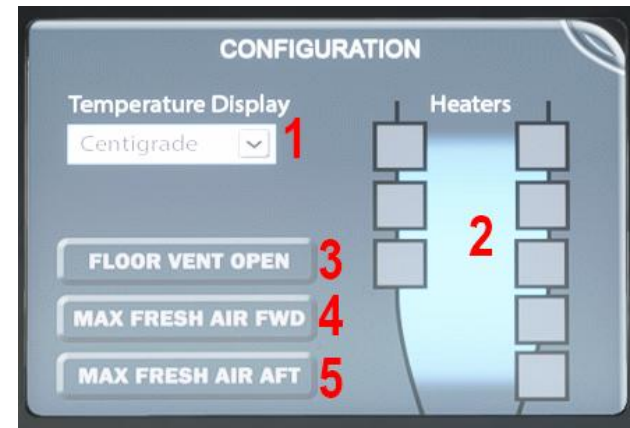 CONFIGURATION
Temperature Display
Heaters
Centigrade
1
2
FLOOR VENT OPEN
3
MAX FRESH AIR FWD
4
MAX FRESH AIR AFT
5